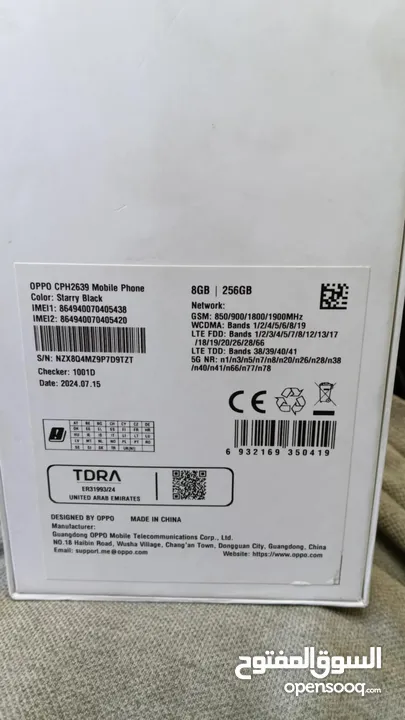 OPPO CPH2639 Mobile Phone
Color: Starry Black
IMEI1: 864940070405438
IMEI2: 864940070405420
S/N: NZX8Q4MZ9P7D9TZT
Checker: 1001D
Date: 2024.07.15
8GB | 256GB
Network:
GSM: 850/900/1800/1900MHz
WCDMA: Bands 1/2/4/5/6/8/19
LTE FDD: Bands 1/2/3/4/5/7/8/12/13/17
/18/19/20/26/28/66
LTE TDD: Bands 38/39/40/41
5G NR: n1/n3/n5/n7/n8/n20/n26/n28/n38
/n40/n41/n66/n77/n78
CE
6 932169 350419
TDRA
ER31993/24
UNITED ARAB EMIRATES
DESIGNED BY OPPO MADE IN CHINA
Manufacturer:
Guangdong OPPO Mobile Telecommunications Corp., Ltd.
NO.18 Haibin Road, Wusha Village, Chang'an Town, Dongguan City, Guangdong, China
Email: support.me@oppo.com Website: https://www.oppo.com
السوق المفتوح
opensooq.com